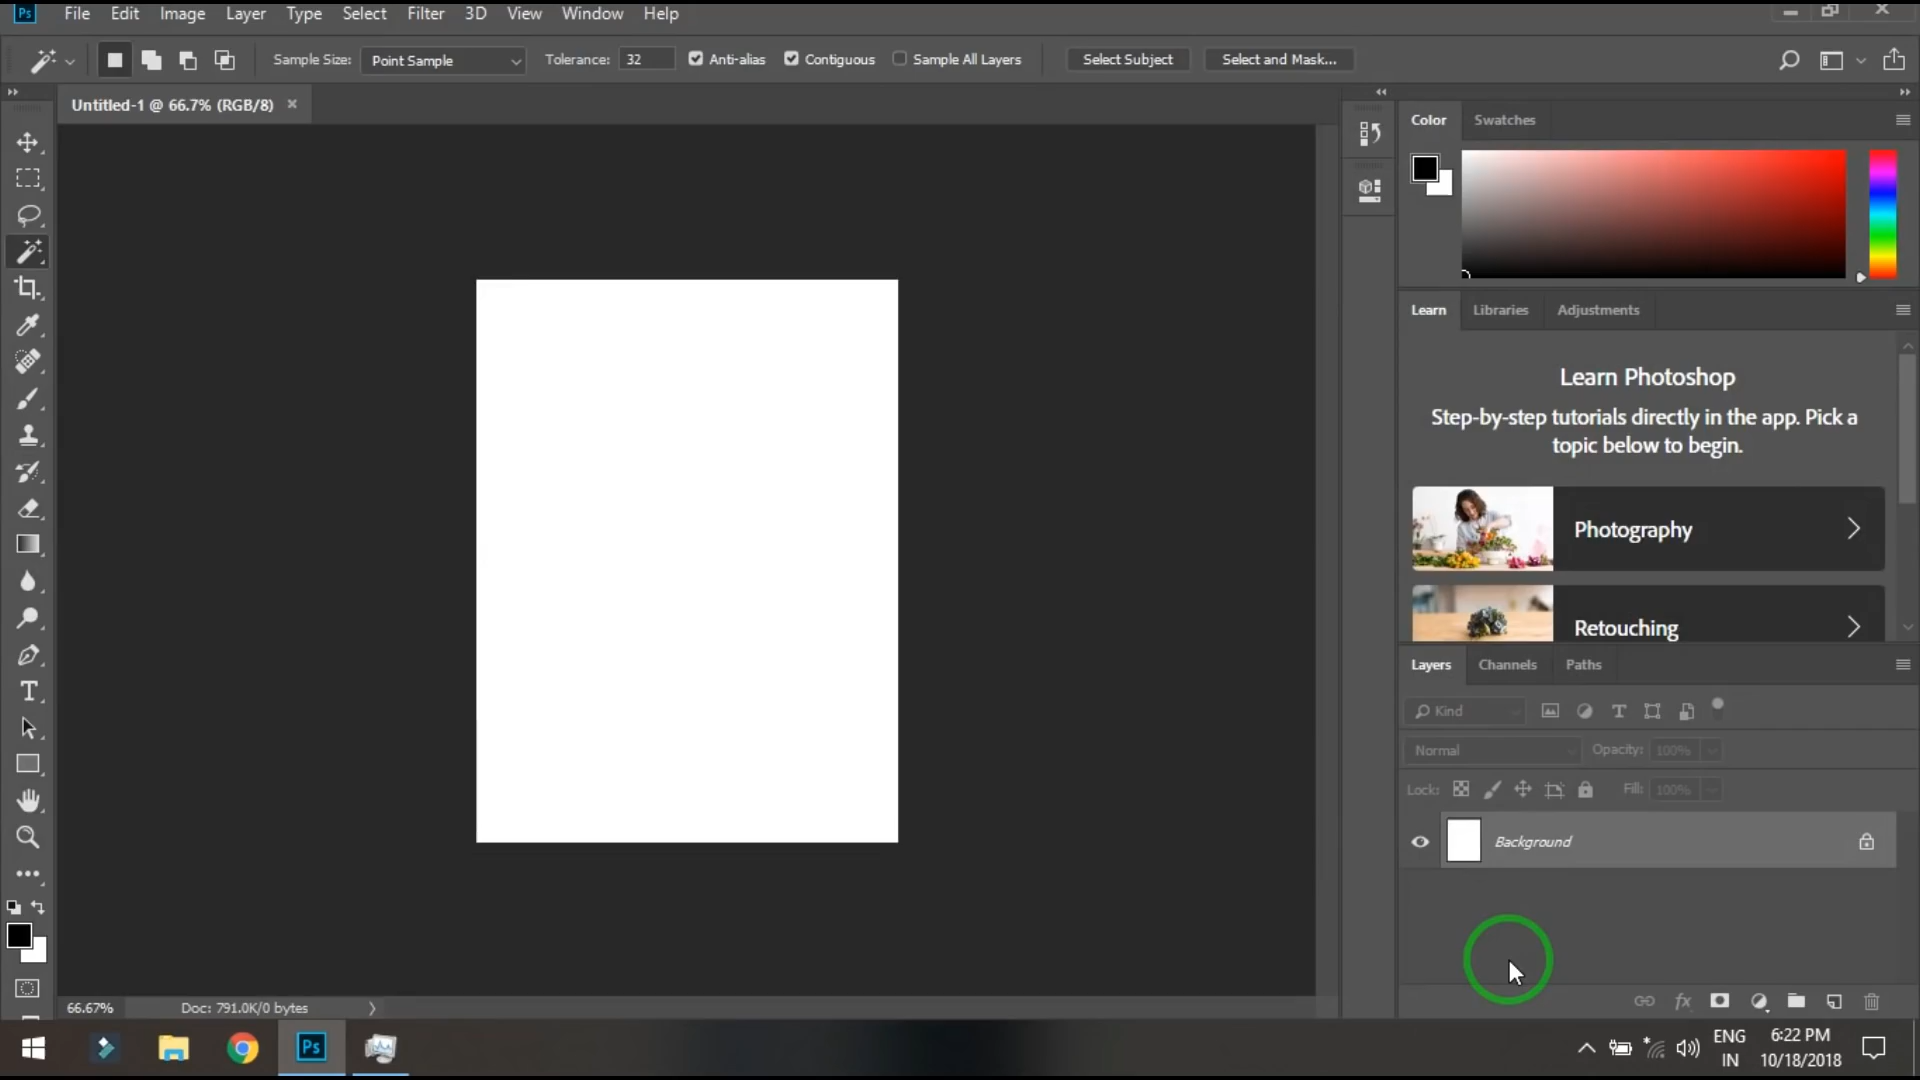 Ps File Edit Image Layer Type Select Filter 3D View Window Help
Sample Size: Point Sample Tolerance: 32 Anti-alias Contiguous Sample All Layers Select Subject Select and Mask...
Untitled-1 @ 66.7% (RGB/8) ×
Color Swatches
Learn Libraries Adjustments
Learn Photoshop
Step-by-step tutorials directly in the app. Pick a
topic below to begin.
Photography
Retouching
Layers Channels Paths
Kind
Normal Opacity: 100%
Lock: Fill: 100%
Background
fx
66.67% Doc: 791.0K/0 bytes
Ps
ENG 6:22 PM
IN 10/18/2018